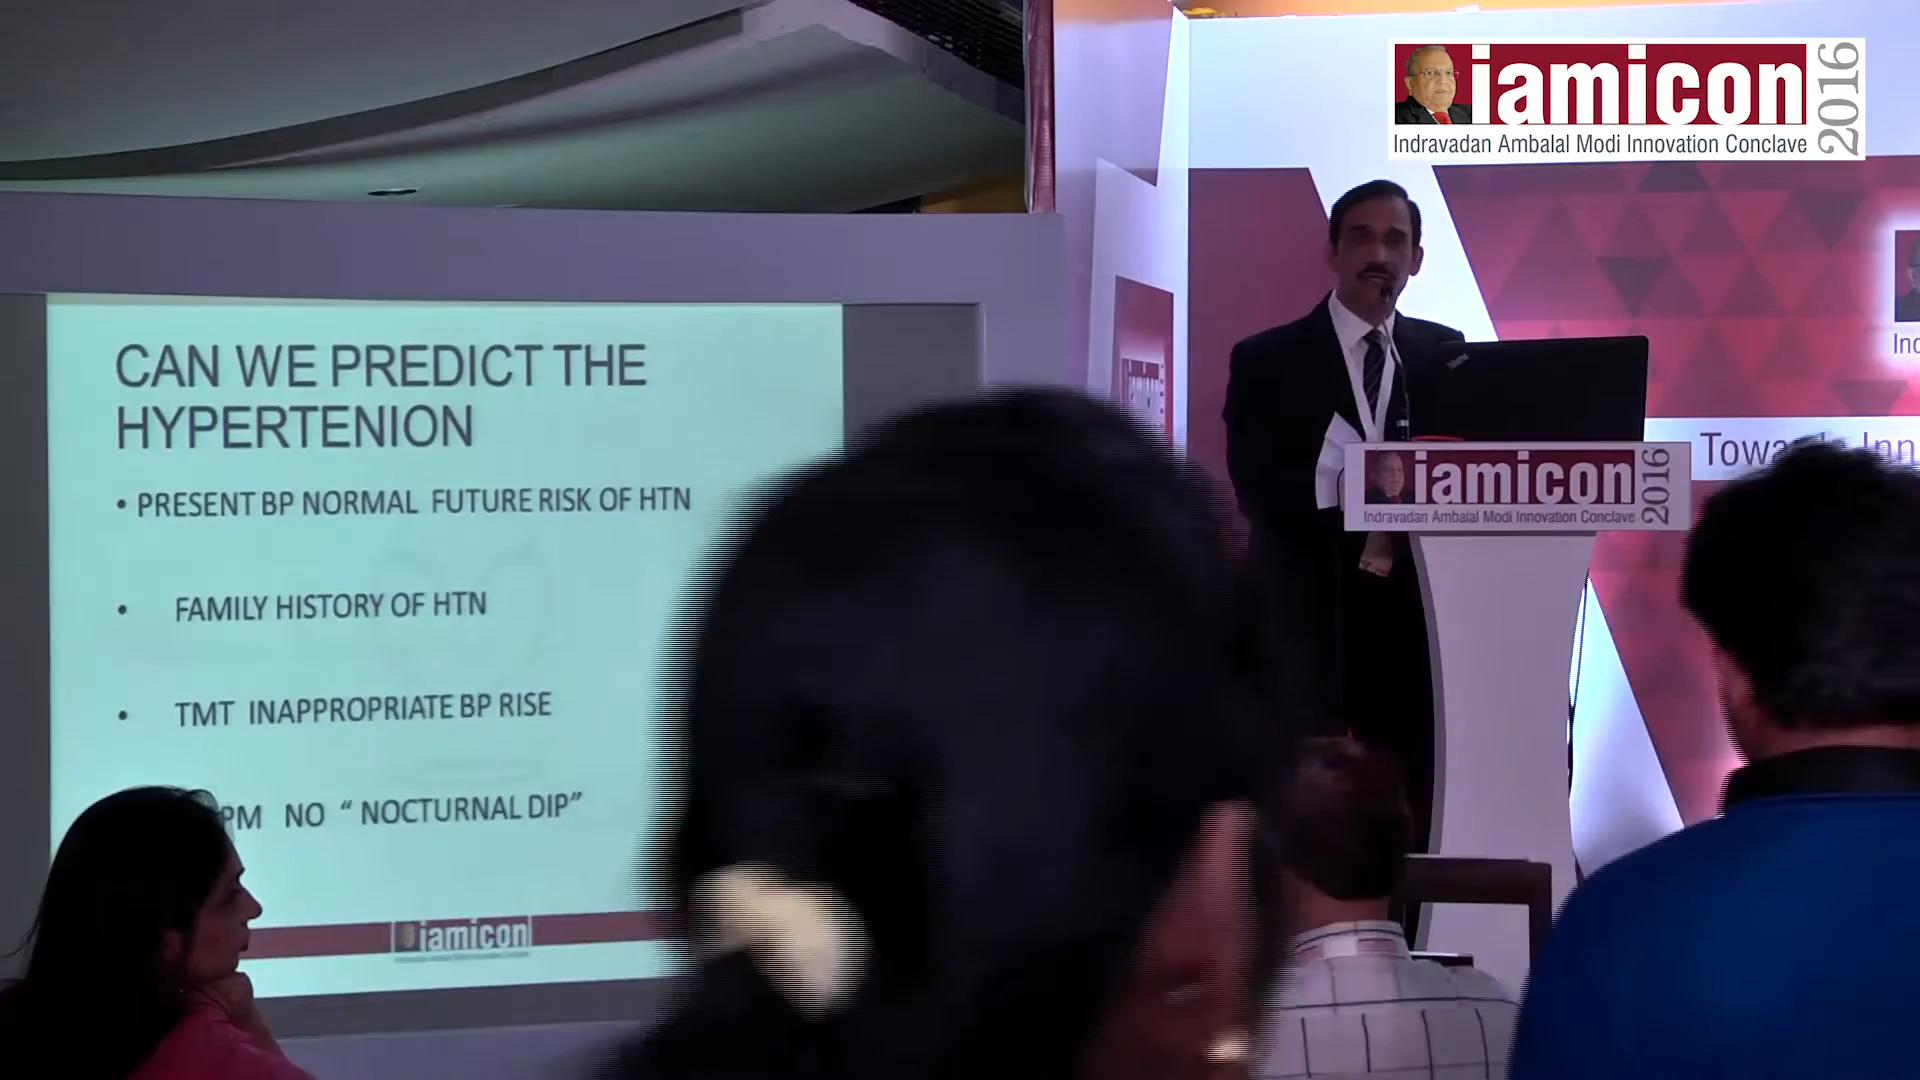 iamicon 2016
Indravadan Ambalal Modi Innovation Conclave
CAN WE PREDICT THE
HYPERTENION
• PRESENT BP NORMAL FUTURE RISK OF HTN
• FAMILY HISTORY OF HTN
• TMT INAPPROPRIATE BP RISE
NO “ NOCTURNAL DIP”
iamicon
iamicon
iamicon 2016
Indravadan Ambalal Modi Innovation Conclave